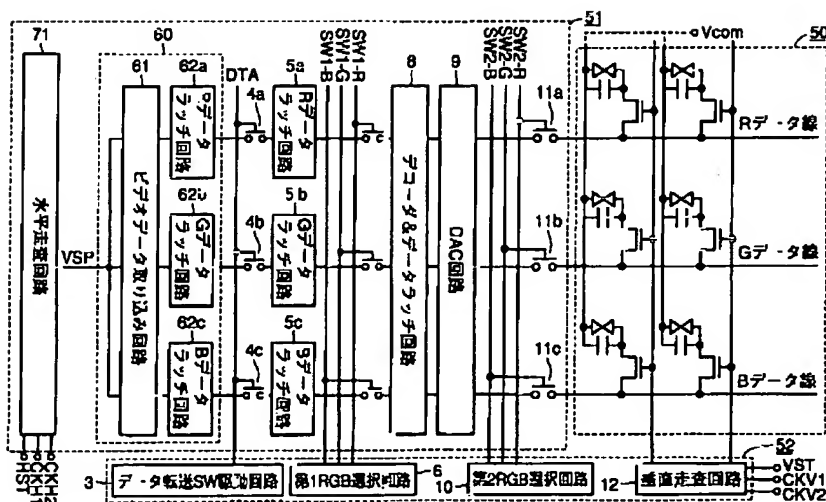 71
水平走査回路
HST
CKH1
CKH2
VSP
60
61
ビデオデータ取り込み回路
62a
Rデータラッチ回路
62b
Gデータラッチ回路
62c
Bデータラッチ回路
DTA
4a
4b
4c
5a
Rデータラッチ回路
5b
Gデータラッチ回路
5c
Bデータラッチ回路
SW1-B
SW1-G
SW1-R
8
デコーダ&データラッチ回路
9
DAC回路
SW2-B
SW2-G
SW2-R
11a
11b
11c
51
Vcom
50
Rデータ線
Gデータ線
Bデータ線
3
データ転送SW駆動回路
第1RGB選択回路
6
10
第2RGB選択回路
12
垂直走査回路
52
VST
CKV1
CKV2